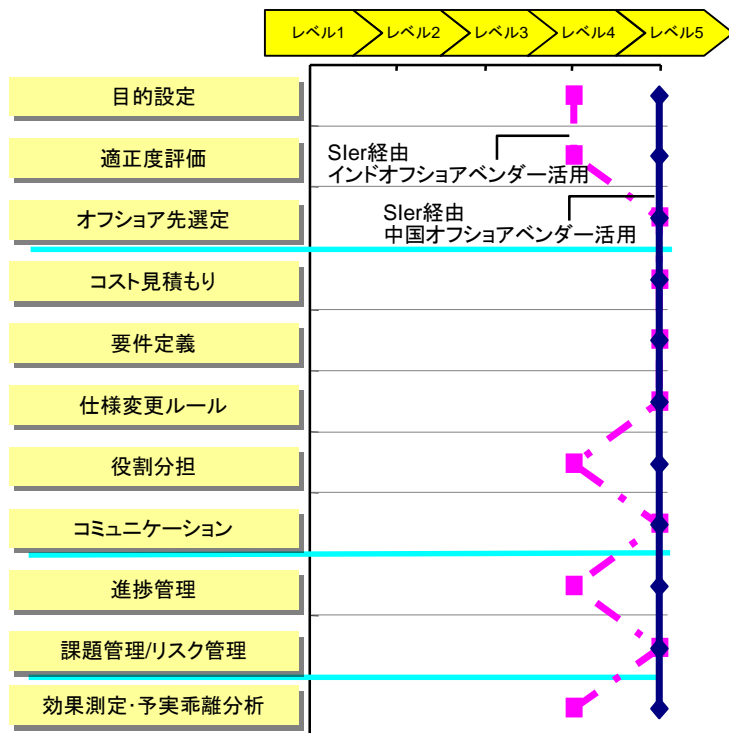 レベル1
レベル2
レベル3
レベル4
レベル5
目的設定
適正度評価
SIer経由
インドオフショアベンダー活用
オフショア先選定
SIer経由
中国オフショアベンダー活用
コスト見積もり
要件定義
仕様変更ルール
役割分担
コミュニケーション
進捗管理
課題管理/リスク管理
効果測定・予実乖離分析